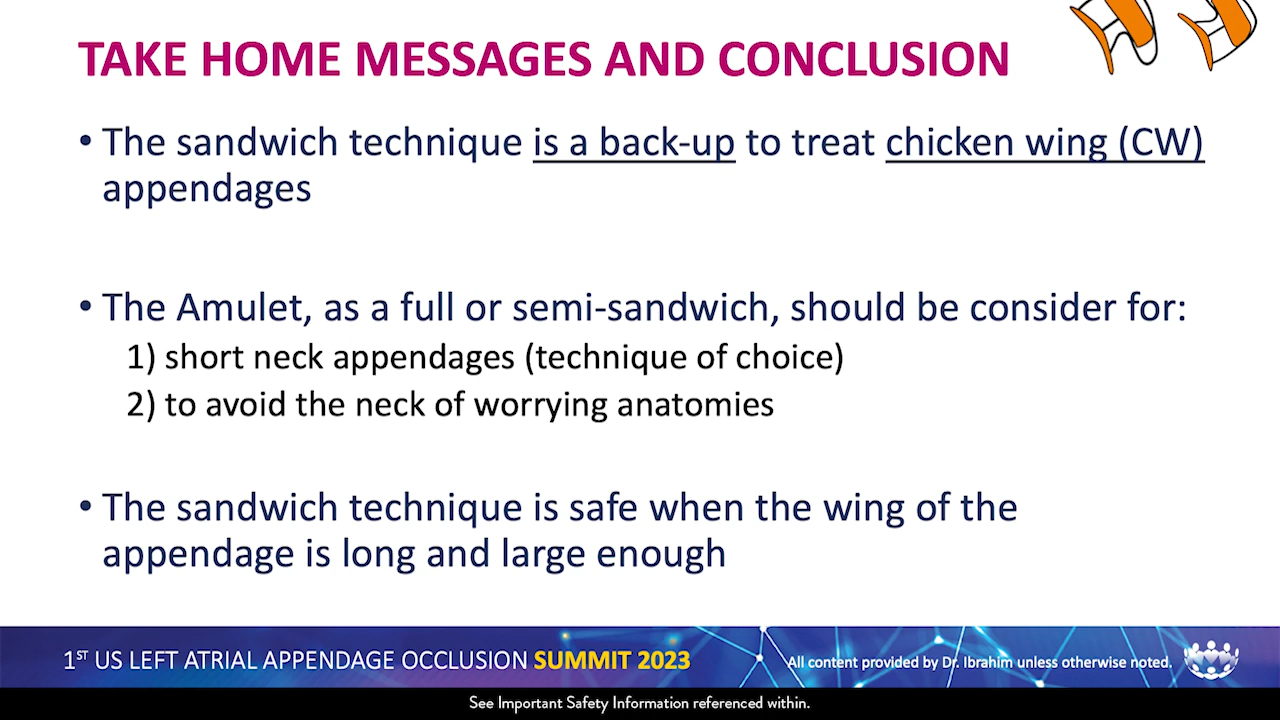 TAKE HOME MESSAGES AND CONCLUSION
• The sandwich technique is a back-up to treat chicken wing (CW)
appendages
• The Amulet, as a full or semi-sandwich, should be consider for:
1) short neck appendages (technique of choice)
2) to avoid the neck of worrying anatomies
• The sandwich technique is safe when the wing of the
appendage is long and large enough
1ST US LEFT ATRIAL APPENDAGE OCCLUSION SUMMIT 2023
All content provided by Dr. Ibrahim unless otherwise noted.
See Important Safety Information referenced within.